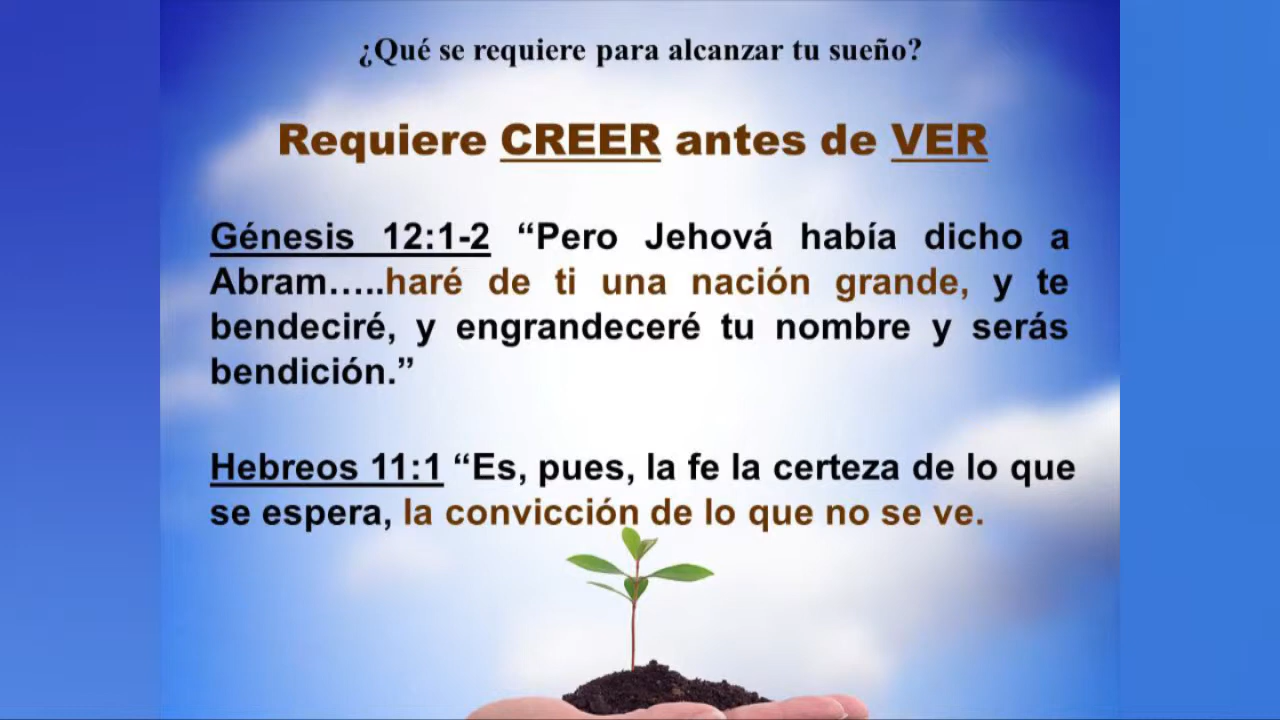 ¿Qué se requiere para alcanzar tu sueño?
Requiere CREER antes de VER
Génesis 12:1-2 “Pero Jehová había dicho a
Abram…..haré de ti una nación grande, y te
bendeciré, y engrandeceré tu nombre y serás
bendición.”
Hebreos 11:1 “Es, pues, la fe la certeza de lo que
se espera, la convicción de lo que no se ve.